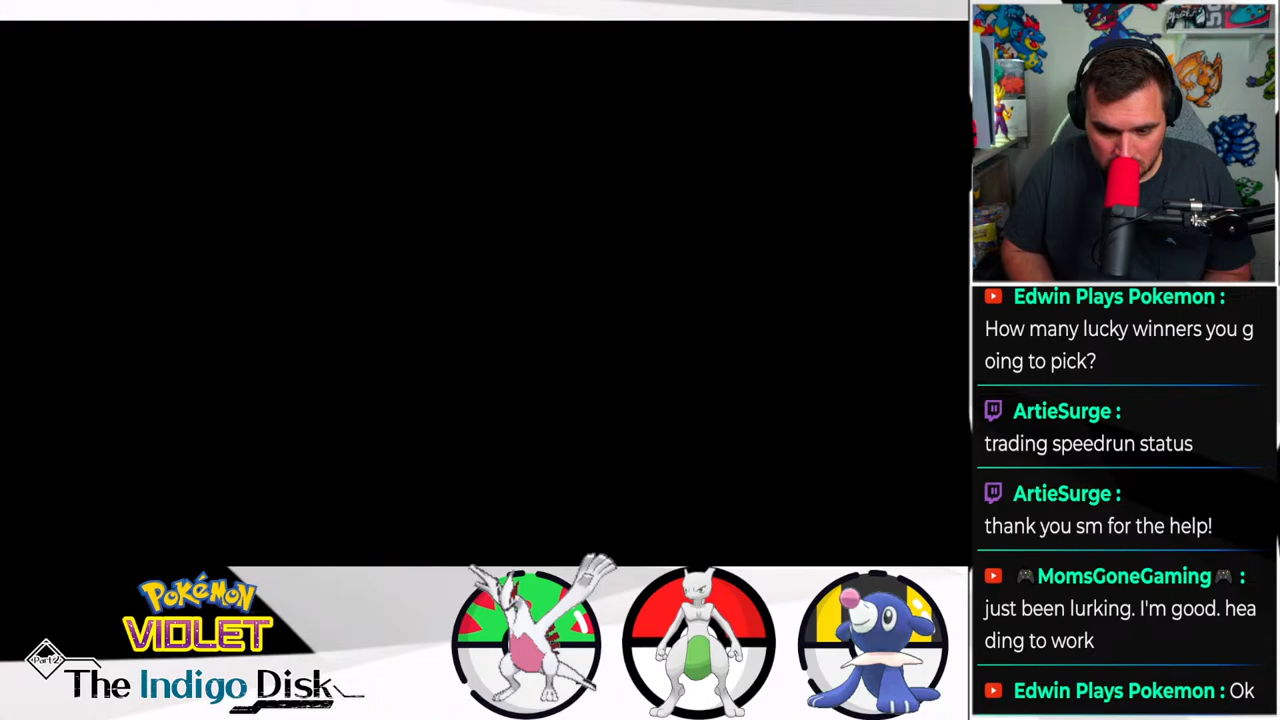 Edwin Plays Pokemon :
How many lucky winners you g
oing to pick?
ArtieSurge :
trading speedrun status
ArtieSurge :
thank you sm for the help!
🎮MomsGoneGaming🎮 :
just been lurking. I'm good. hea
ding to work
Edwin Plays Pokemon : Ok
POKéMON
VIOLET
Part 2
The Indigo Disk